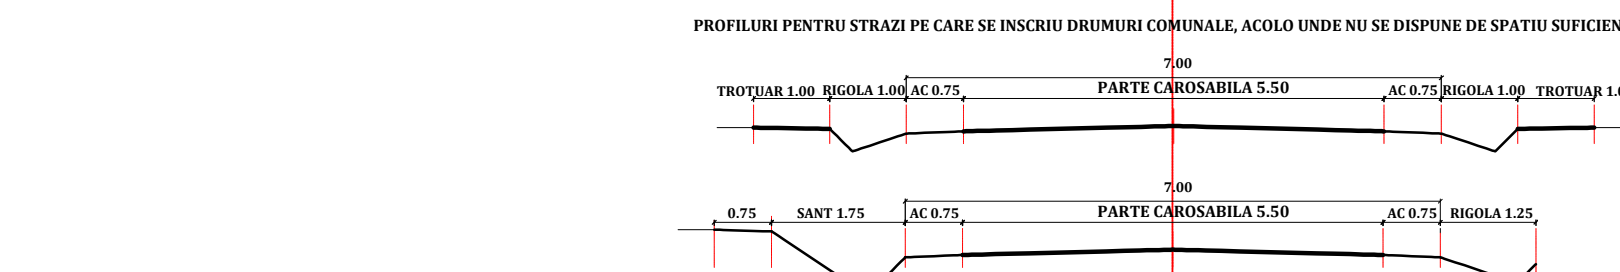 PROFILURI PENTRU STRAZI PE CARE SE INSCRIU DRUMURI COMUNALE, ACOLO UNDE NU SE DISPUNE DE SPATIU
7.00
TROTUAR 1.00 RIGOLA 1.00 AC 0.75 PARTE CAROSABILA 5.50 AC 0.75 RIGOLA 1.00 TROTUAR
7.00
0.75 SANT 1.75 AC 0.75 PARTE CAROSABILA 5.50 AC 0.75 RIGOLA 1.25